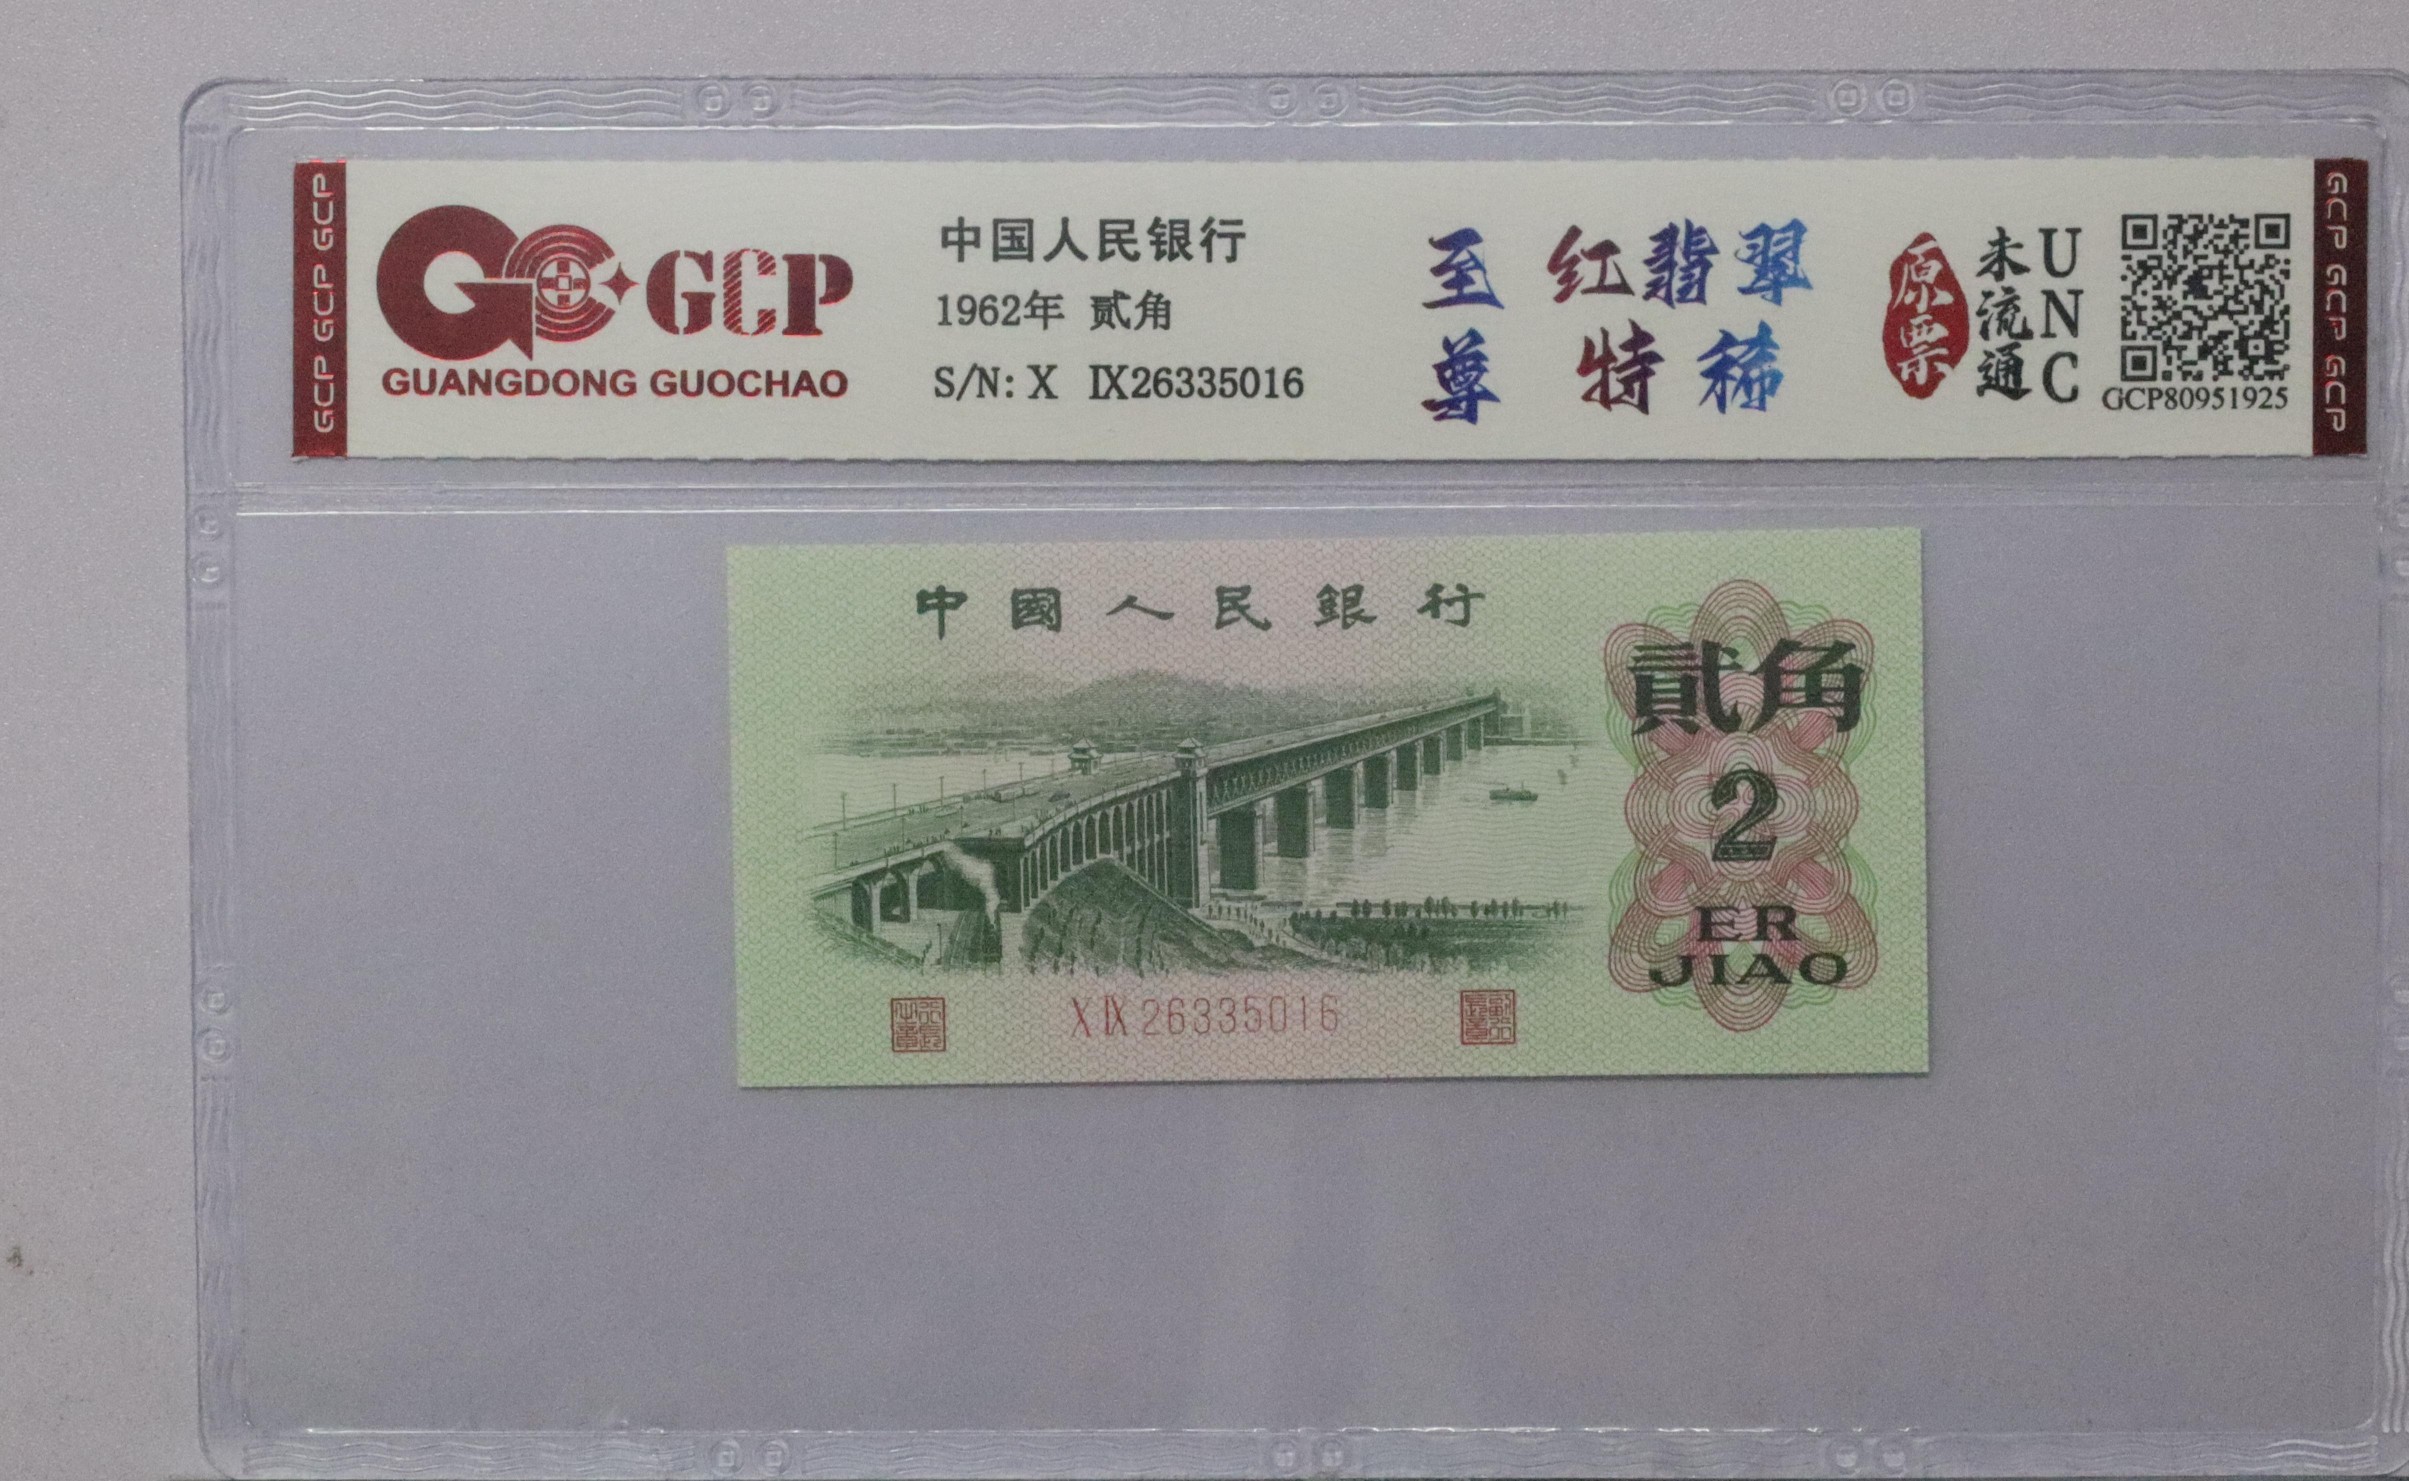 GCP GCP GCP
GCP
GUANGDONG GUOCHAO
中国人民银行
1962年 贰角
S/N: X Ⅸ26335016
至尊
红翡翠
特稀
原票
未流通
UNC
GCP80951925
GCP GCP GCP
中國人民銀行
貳角
2
ER
JIAO
X Ⅸ 26335016